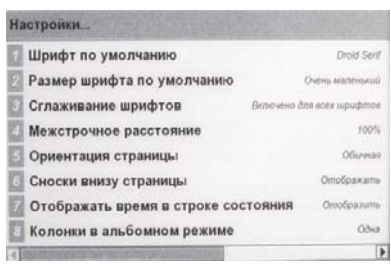 Настройки...
1 Шрифт по умолчанию Droid Serif
2 Размер шрифта по умолчанию Очень маленький
3 Сглаживание шрифтов Включено для всех шрифтов
4 Межстрочное расстояние 100%
5 Ориентация страницы Обычная
6 Сноски внизу страницы Отображать
7 Отображать время в строке состояния Отобразить
8 Колонки в альбомном режиме Одна